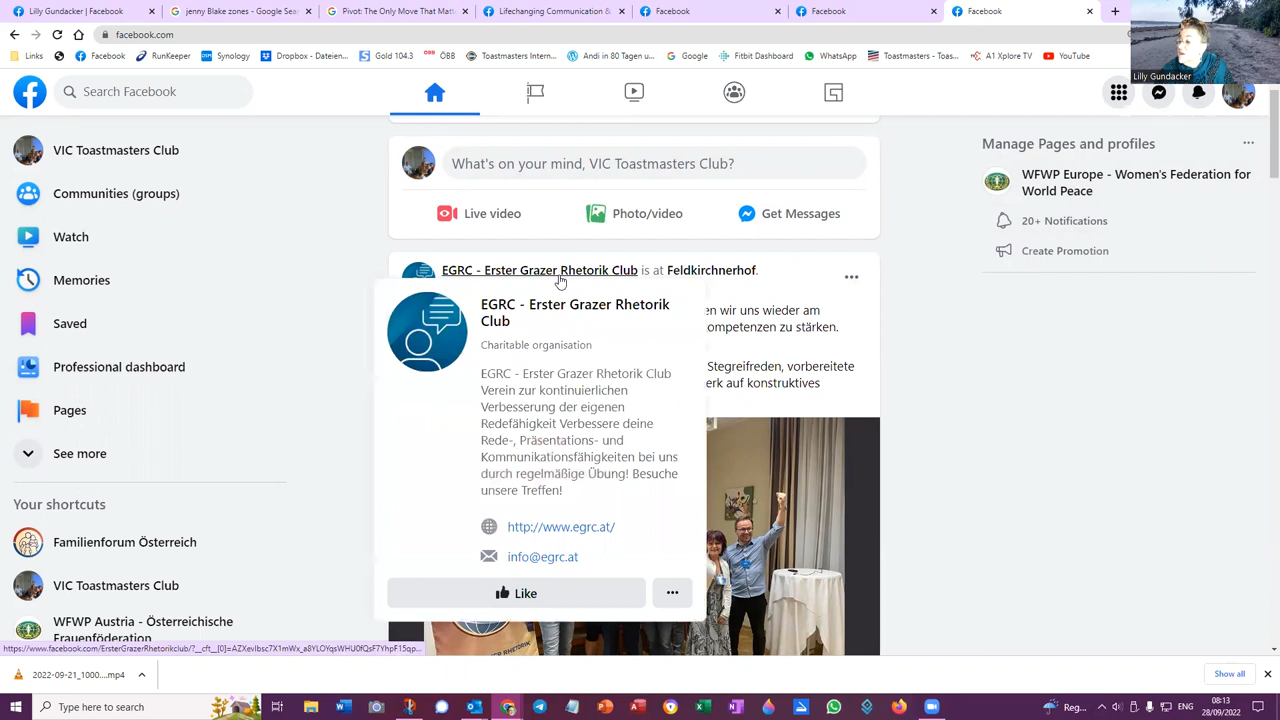 Lilly Gundacker | Facebook
jenny Blake zones - Google Sea
Pivot: The Only Move That Matt
Lifechanging Communication &
Facebook
Facebook
Facebook
facebook.com
Links
Facebook
RunKeeper
Synology
Dropbox - Dateien...
Gold 104.3
ÖBB
Toastmasters Intern...
Andi in 80 Tagen u...
Google
Fitbit Dashboard
WhatsApp
Toastmasters - Toas...
A1 Xplore TV
YouTube
Lilly Gundacker
Search Facebook
VIC Toastmasters Club
Communities (groups)
Watch
Memories
Saved
Professional dashboard
Pages
See more
Your shortcuts
Familienforum Österreich
VIC Toastmasters Club
WFWP Austria - Österreichische
Frauenföderation
What's on your mind, VIC Toastmasters Club?
Live video
Photo/video
Get Messages
EGRC - Erster Grazer Rhetorik Club is at Feldkirchnerhof.
en wir uns wieder am
ompetenzen zu stärken.
Stegreifreden, vorbereitete
erk auf konstruktives
EGRC - Erster Grazer Rhetorik
Club
Charitable organisation
EGRC - Erster Grazer Rhetorik Club
Verein zur kontinuierlichen
Verbesserung der eigenen
Redefähigkeit Verbessere deine
Rede-, Präsentations- und
Kommunikationsfähigkeiten bei uns
durch regelmäßige Übung! Besuche
unsere Treffen!
http://www.egrc.at/
info@egrc.at
Like
Manage Pages and profiles
WFWP Europe - Women's Federation for
World Peace
20+ Notifications
Create Promotion
2022-09-21_1000....mp4
Show all
Type here to search
Reg...
ENG
08:13
28/09/2022